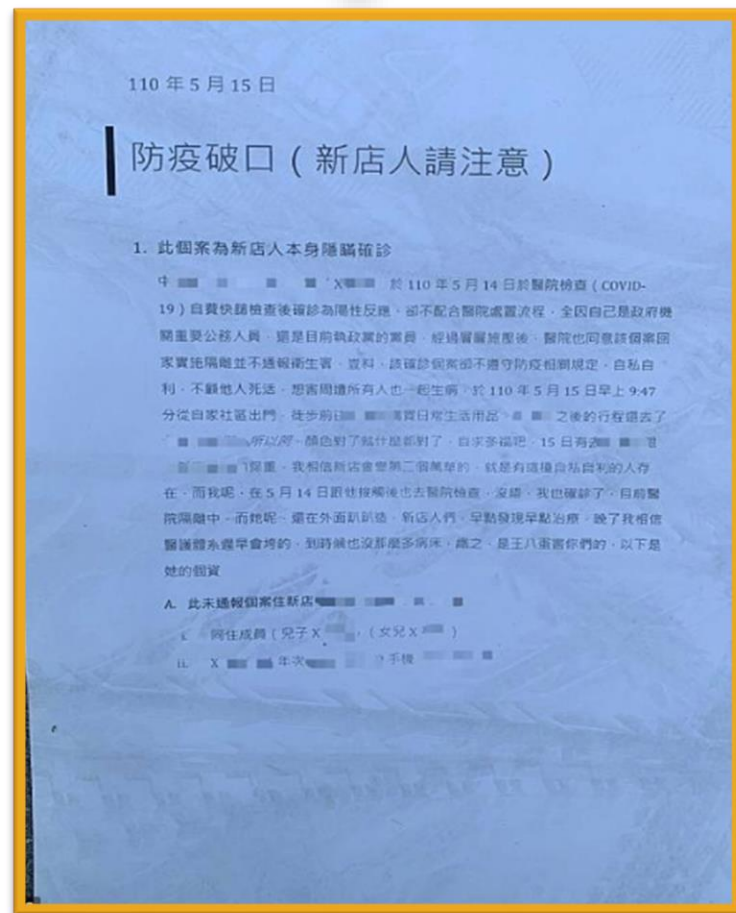 110 年 5 月 15 日
防疫破口（新店人請注意）
1. 此個案為新店人本身隱瞞確診
中 X 於 110 年 5 月 14 日於醫院檢查（COVID-
19）自費快篩檢查後確診為陽性反應，卻不配合醫院處置流程，全因自己是政府機
關重要公務人員，還是目前執政黨的黨員，經過層層施壓後，醫院也同意該個案回
家實施隔離並不通報衛生署，豈料，該確診個案卻不遵守防疫相關規定，自私自
利，不顧他人死活，想害周遭所有人也一起生病，於 110 年 5 月 15 日早上 9:47
分從自家社區出門，徒步前 買日常生活用品， 之後的行程還去了
所以阿，顏色對了就什麼都對了，自求多福吧，15 日有去
我相信新店會變第二個萬華的，就是有這種自私自利的人存
在，而我呢，在 5 月 14 日跟他接觸後也去醫院檢查，沒錯，我也確診了，目前醫
院隔離中，而她呢，還在外面趴趴造，新店人們，早點發現早點治療，晚了我相信
醫護體系遲早會垮的，到時候也沒那麼多病床，總之，是王八蛋害你們的，以下是
她的個資
A. 此未通報個案住新店
i. 同住成員（兒子 X ，（女兒 X ）
ii. X 年次 手機